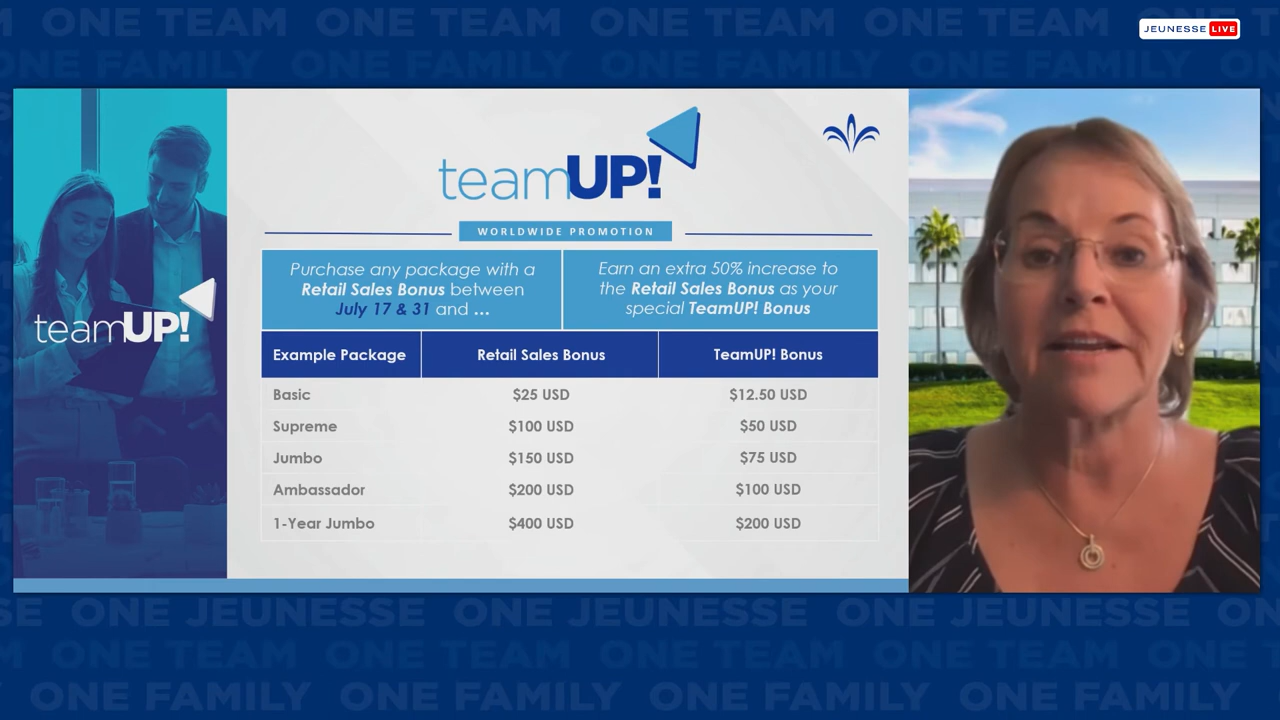 ONE TEAM ONE TEAM ONE TEAM ONE TEAM
ONE FAMILY ONE FAMILY ONE FAMILY ONE FAMILY
JEUNESSE LIVE
teamUP!
WORLDWIDE PROMOTION
Purchase any package with a
Retail Sales Bonus between
July 17 & 31 and ...
Earn an extra 50% increase to
the Retail Sales Bonus as your
special TeamUP! Bonus
teamUP!
Example Package Retail Sales Bonus TeamUP! Bonus
Basic $25 USD $12.50 USD
Supreme $100 USD $50 USD
Jumbo $150 USD $75 USD
Ambassador $200 USD $100 USD
1-Year Jumbo $400 USD $200 USD
ONE JEUNESSE ONE JEUNESSE ONE JEUNESSE
ONE TEAM ONE TEAM ONE TEAM ONE TEAM ONE TEAM
ONE FAMILY ONE FAMILY ONE FAMILY ONE FAMILY